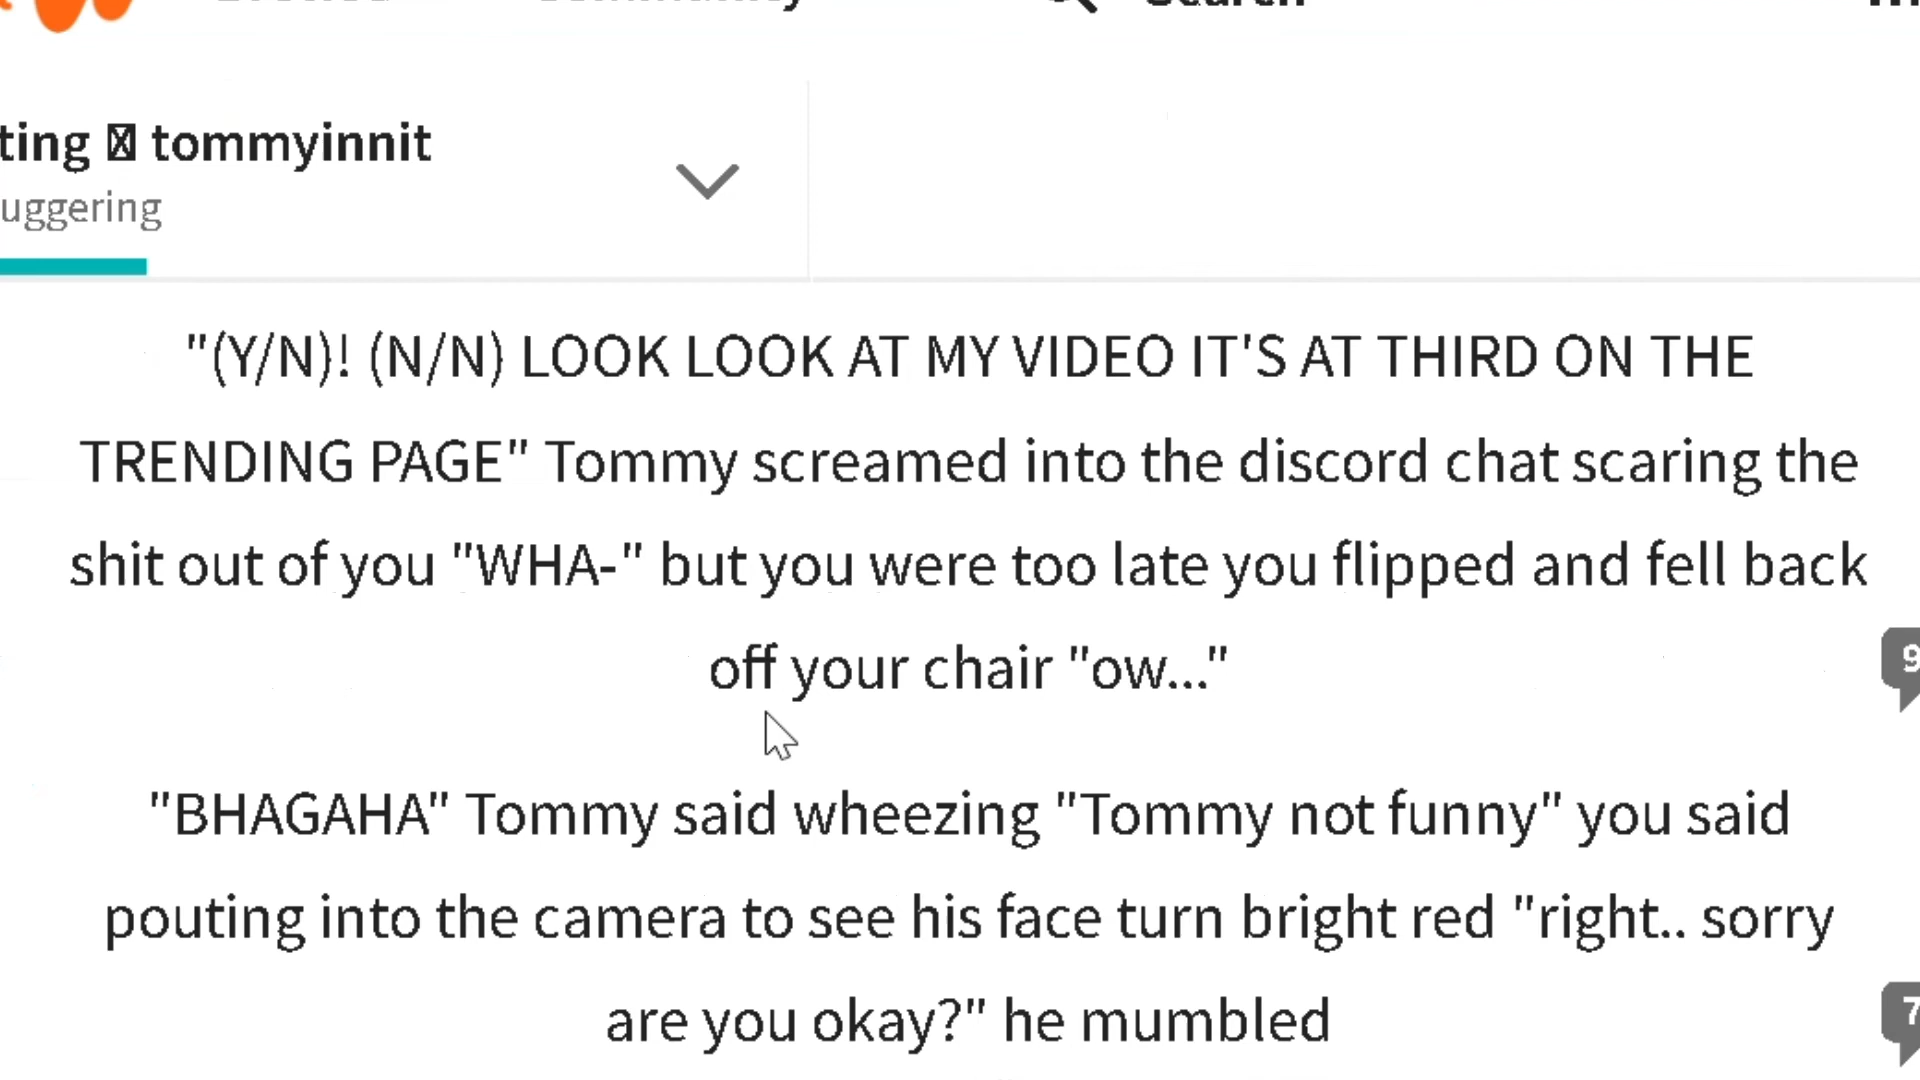 Search
ting tommyinnit
uggering
"(Y/N)! (N/N) LOOK LOOK AT MY VIDEO IT'S AT THIRD ON THE
TRENDING PAGE" Tommy screamed into the discord chat scaring the
shit out of you "WHA-" but you were too late you flipped and fell back
off your chair "ow..."
9
"BHAGAHA" Tommy said wheezing "Tommy not funny" you said
pouting into the camera to see his face turn bright red "right.. sorry
are you okay?" he mumbled
7